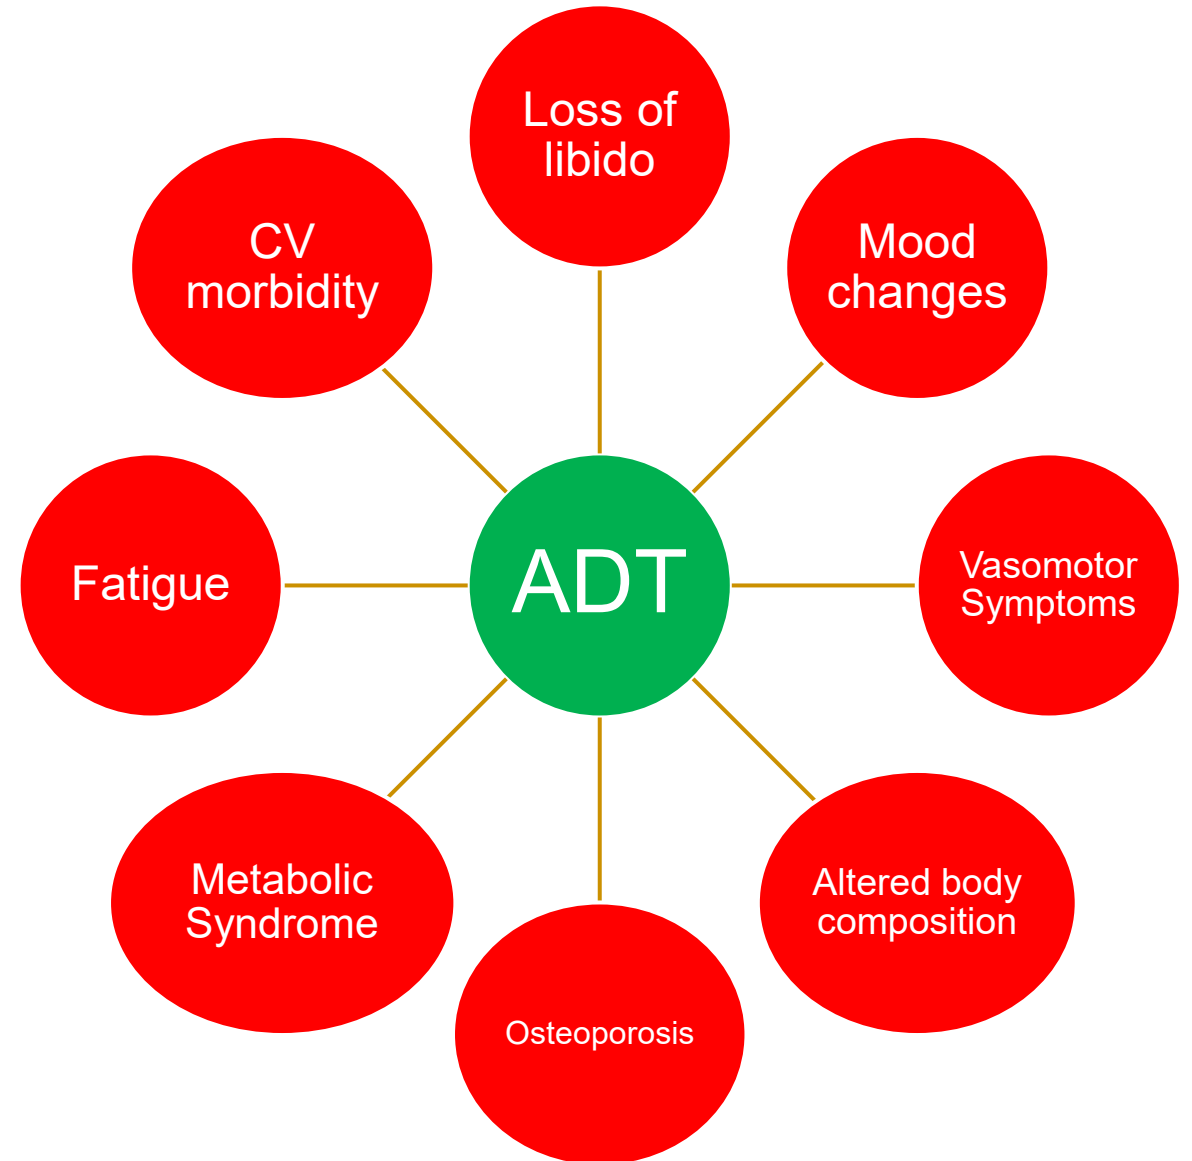 Loss of
libido
CV
morbidity
Mood
changes
Fatigue
ADT
Vasomotor
Symptoms
Metabolic
Syndrome
Altered body
composition
Osteoporosis